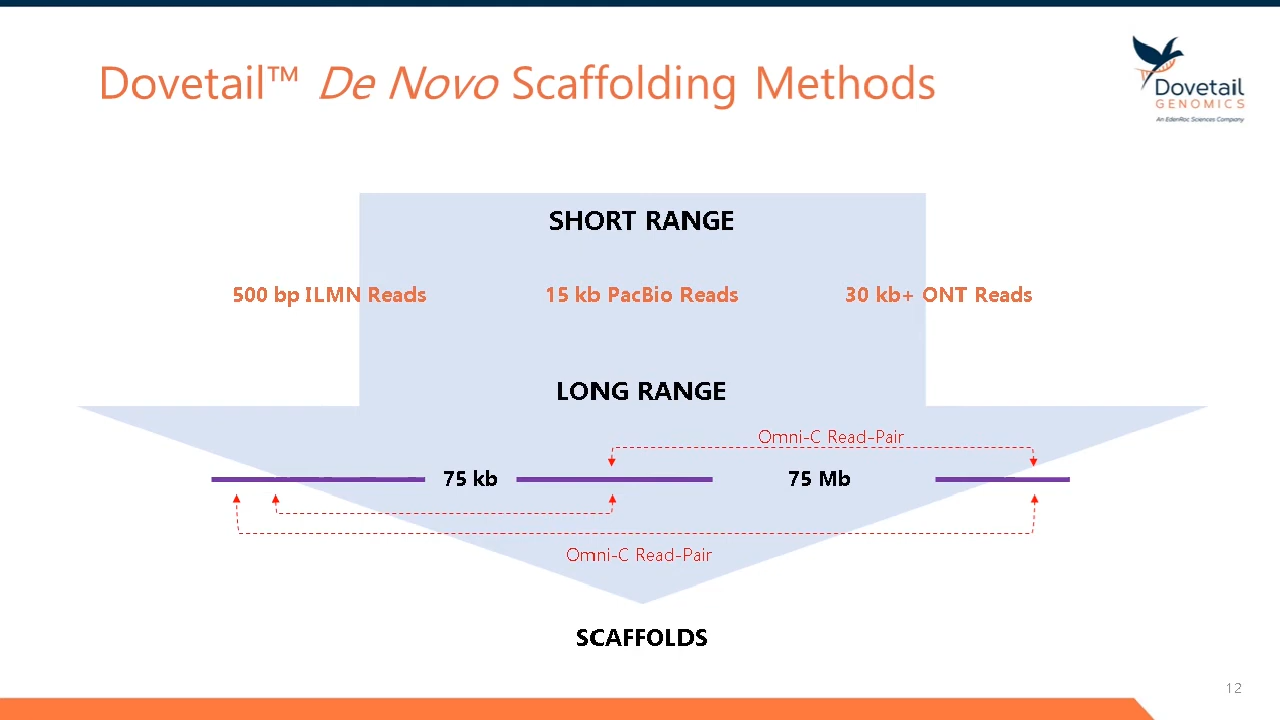 Dovetail™ De Novo Scaffolding Methods
Dovetail
GENOMICS
An EdenRoc Sciences Company
SHORT RANGE
500 bp ILMN Reads
15 kb PacBio Reads
30 kb+ ONT Reads
LONG RANGE
Omni-C Read-Pair
75 kb
75 Mb
Omni-C Read-Pair
SCAFFOLDS
12